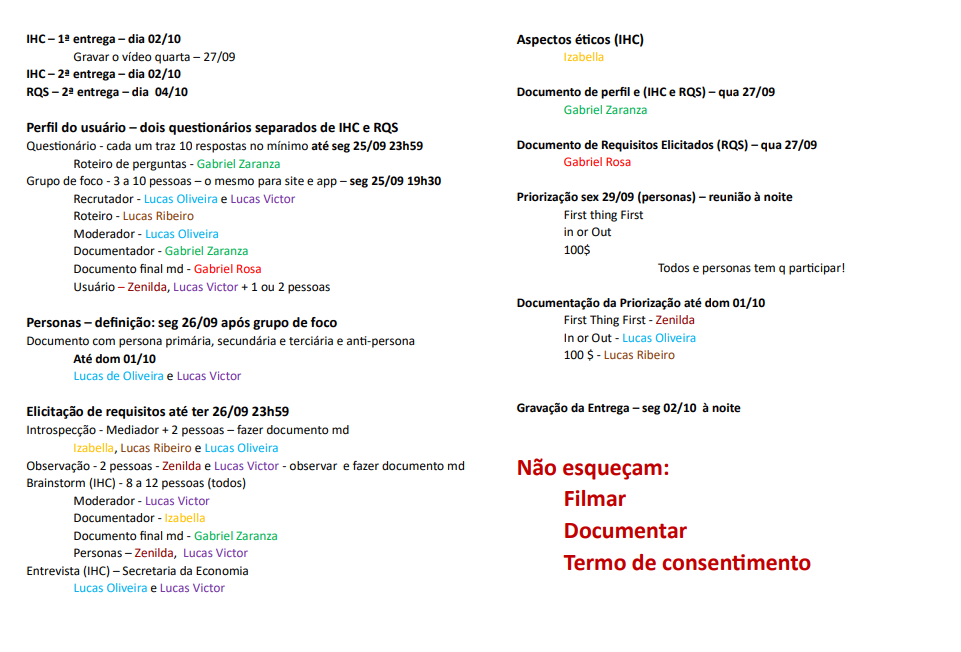 IHC – 1ª entrega – dia 02/10
Gravar o vídeo quarta – 27/09
IHC – 2ª entrega – dia 02/10
RQS – 2ª entrega – dia 04/10
Perfil do usuário – dois questionários separados de IHC e RQS
Questionário - cada um traz 10 respostas no mínimo até seg 25/09 23h59
Roteiro de perguntas - Gabriel Zaranza
Grupo de foco - 3 a 10 pessoas – o mesmo para site e app – seg 25/09 19h30
Recrutador - Lucas Oliveira e Lucas Victor
Roteiro - Lucas Ribeiro
Moderador - Lucas Oliveira
Documentador - Gabriel Zaranza
Documento final md - Gabriel Rosa
Usuário – Zenilda, Lucas Victor + 1 ou 2 pessoas
Personas – definição: seg 26/09 após grupo de foco
Documento com persona primária, secundária e terciária e anti-persona
Até dom 01/10
Lucas de Oliveira e Lucas Victor
Elicitação de requisitos até ter 26/09 23h59
Introspecção - Mediador + 2 pessoas – fazer documento md
Izabella, Lucas Ribeiro e Lucas Oliveira
Observação - 2 pessoas - Zenilda e Lucas Victor - observar e fazer documento md
Brainstorm (IHC) - 8 a 12 pessoas (todos)
Moderador - Lucas Victor
Documentador - Izabella
Documento final md - Gabriel Zaranza
Personas – Zenilda, Lucas Victor
Entrevista (IHC) – Secretaria da Economia
Lucas Oliveira e Lucas Victor
Aspectos éticos (IHC)
Izabella
Documento de perfil e (IHC e RQS) – qua 27/09
Gabriel Zaranza
Documento de Requisitos Elicitados (RQS) – qua 27/09
Gabriel Rosa
Priorização sex 29/09 (personas) – reunião à noite
First thing First
in or Out
100$
Todos e personas tem q participar!
Documentação da Priorização até dom 01/10
First Thing First - Zenilda
In or Out - Lucas Oliveira
100 $ - Lucas Ribeiro
Gravação da Entrega – seg 02/10 à noite
Não esqueçam:
Filmar
Documentar
Termo de consentimento